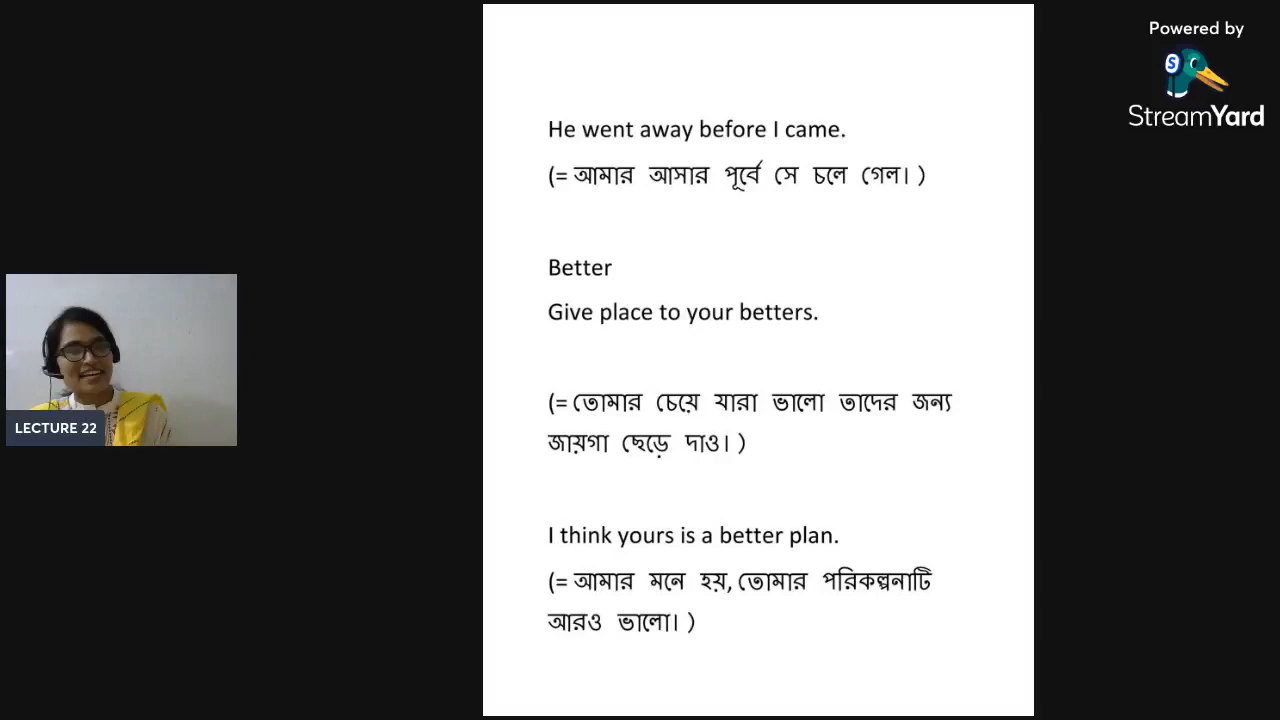 Powered by
StreamYard
He went away before I came.
(= আমার আসার পূর্বে সে চলে গেল। )
Better
Give place to your betters.
(= তোমার চেয়ে যারা ভালো তাদের জন্য
জায়গা ছেড়ে দাও। )
I think yours is a better plan.
(= আমার মনে হয়, তোমার পরিকল্পনাটি
আরও ভালো। )
LECTURE 22